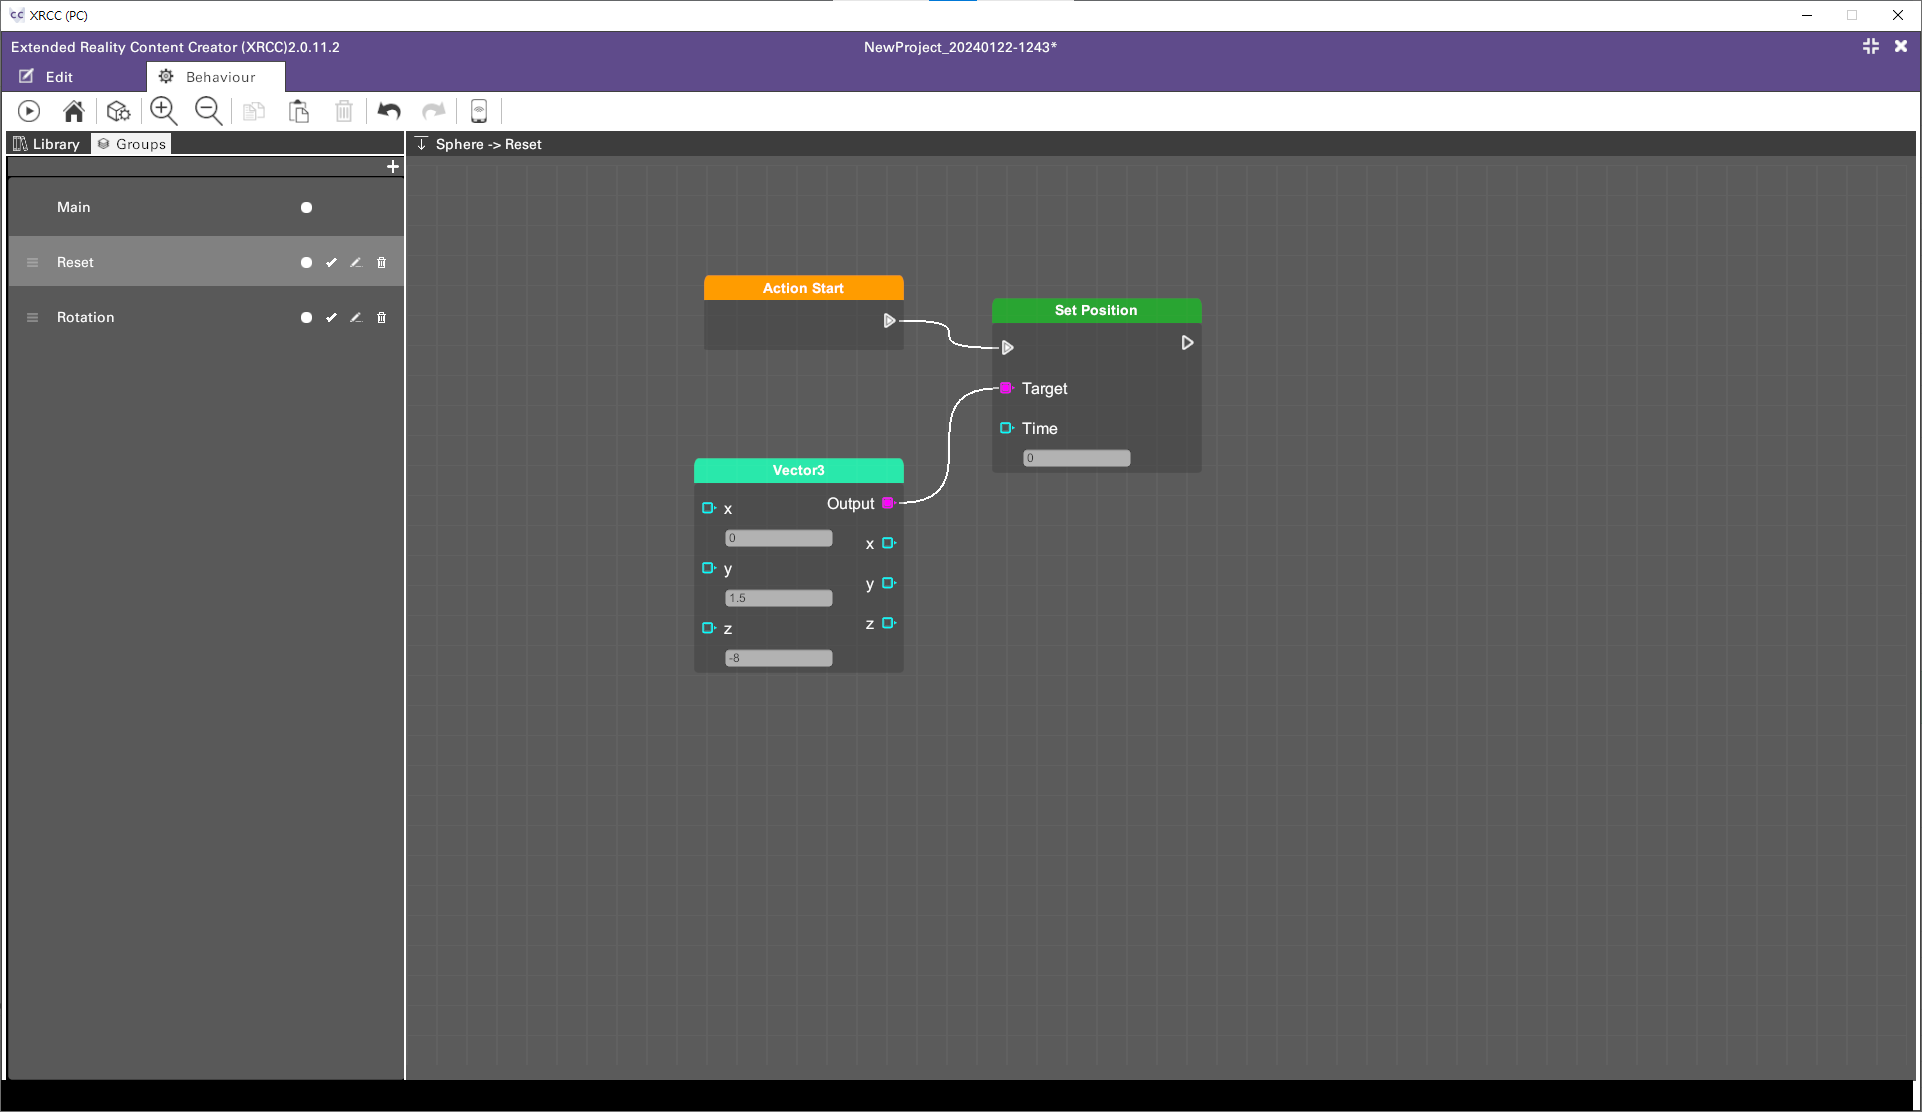 CC XRCC (PC)
Extended Reality Content Creator (XRCC)2.0.11.2
NewProject_20240122-1243*
Edit
Behaviour
Library
Groups
Sphere -> Reset
+
Main
Reset
Rotation
Action Start
Set Position
Target
Time
0
Vector3
x
Output
0
x
y
y
1.5
z
z
-8